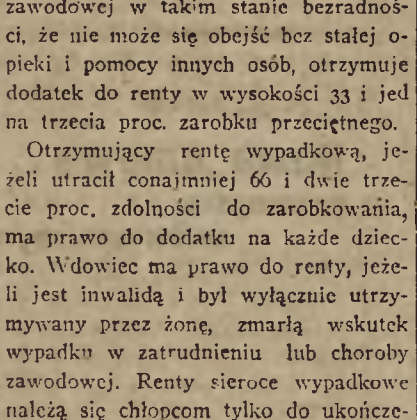 zawodowej w takim stanie bezradnoś-
ci, że nie może się obejść bez stałej o-
pieki i pomocy innych osób, otrzymuje
dodatek do renty w wysokości 33 i jed
na trzecia proc. zarobku przeciętnego.
Otrzymujący rentę wypadkową, je-
żeli utracił conajmniej 66 i dwie trze-
cie proc. zdolności do zarobkowania,
ma prawo do dodatku na każde dziec-
ko. Wdowiec ma prawo do renty, jeże-
li jest inwalidą i był wyłącznie utrzy-
mywany przez żonę, zmarłą wskutek
wypadku w zatrudnieniu lub choroby
zawodowej. Renty sieroce wypadkowe
należą się chłopcom tylko do ukończe-